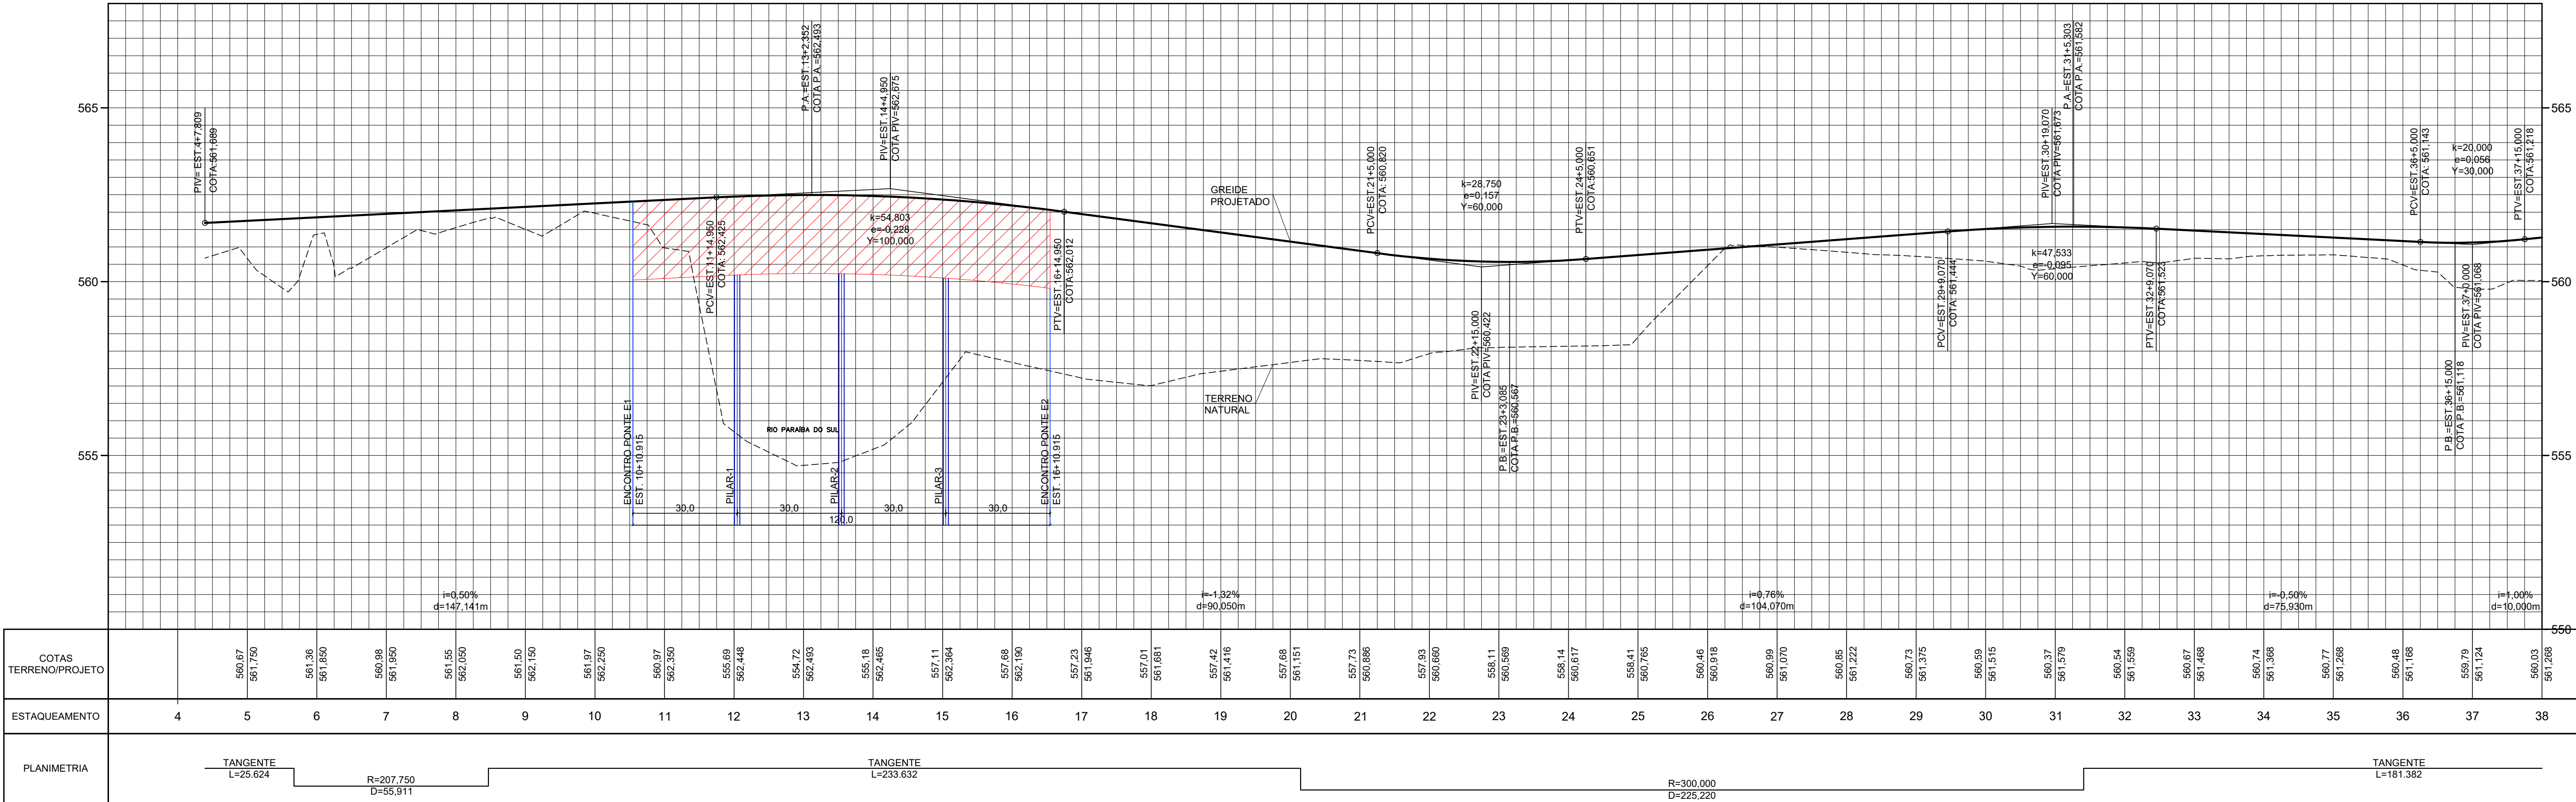 565
560
555
565
560
555
550
PIV= EST.4+7,809
COTA:561,689
P.A.=EST.13+2,352
COTA P.A.=562,493
PIV=EST.14+4,950
COTA PIV=562,675
k=54,803
e=-0,228
Y=100,000
PCV=EST.11+14,950
COTA: 562,425
PTV=EST.16+14,950
COTA:562,012
GREIDE
PROJETADO
TERRENO
NATURAL
PCV=EST.21+5,000
COTA: 560,820
k=28,750
e=0,157
Y=60,000
PTV=EST.24+5,000
COTA:560,651
PIV=EST.22+15,000
COTA PIV=560,422
P.B.=EST.23+3,085
COTA P.B.=560,567
PIV=EST.30+19,070
COTA PIV=561,673
P.A.=EST.31+5,303
COTA P.A.=561,582
PCV=EST.29+9,070
COTA: 561,444
k=47,533
e=-0,095
Y=60,000
PTV=EST.32+9,070
COTA:561,523
PCV=EST.36+5,000
COTA: 561,143
k=20,000
e=0,056
Y=30,000
PTV=EST.37+15,000
COTA:561,218
P.B.=EST.36+15,000
COTA P.B.=561,118
PIV=EST.37+0,000
COTA PIV=561,068
RIO PARAÍBA DO SUL
ENCONTRO PONTE E1
EST. 10+10.915
PILAR-1
PILAR-2
PILAR-3
ENCONTRO PONTE E2
EST. 16+10.915
30,0
30,0
30,0
30,0
120,0
i=0,50%
d=147,141m
i=-1,32%
d=90,050m
i=0,76%
d=104,070m
i=-0,50%
d=75,930m
i=1,00%
d=10,000m
COTAS
TERRENO/PROJETO
560,67
561,750
561,36
561,850
560,98
561,950
561,55
562,050
561,50
562,150
561,97
562,250
560,97
562,350
555,69
562,448
554,72
562,493
555,18
562,465
557,11
562,364
557,68
562,190
557,23
561,946
557,01
561,681
557,42
561,416
557,68
561,151
557,73
560,886
557,93
560,660
558,11
560,569
558,14
560,617
558,41
560,765
560,46
560,918
560,99
561,070
560,85
561,222
560,73
561,375
560,59
561,515
560,37
561,579
560,54
561,559
560,67
561,468
560,74
561,368
560,77
561,268
560,48
561,168
559,79
561,124
560,03
561,268
ESTAQUEAMENTO
4 5 6 7 8 9 10 11 12 13 14 15 16 17 18 19 20 21 22 23 24 25 26 27 28 29 30 31 32 33 34 35 36 37 38
PLANIMETRIA
TANGENTE
L=25.624
R=207,750
D=55,911
TANGENTE
L=233.632
R=300,000
D=225,220
TANGENTE
L=181.382